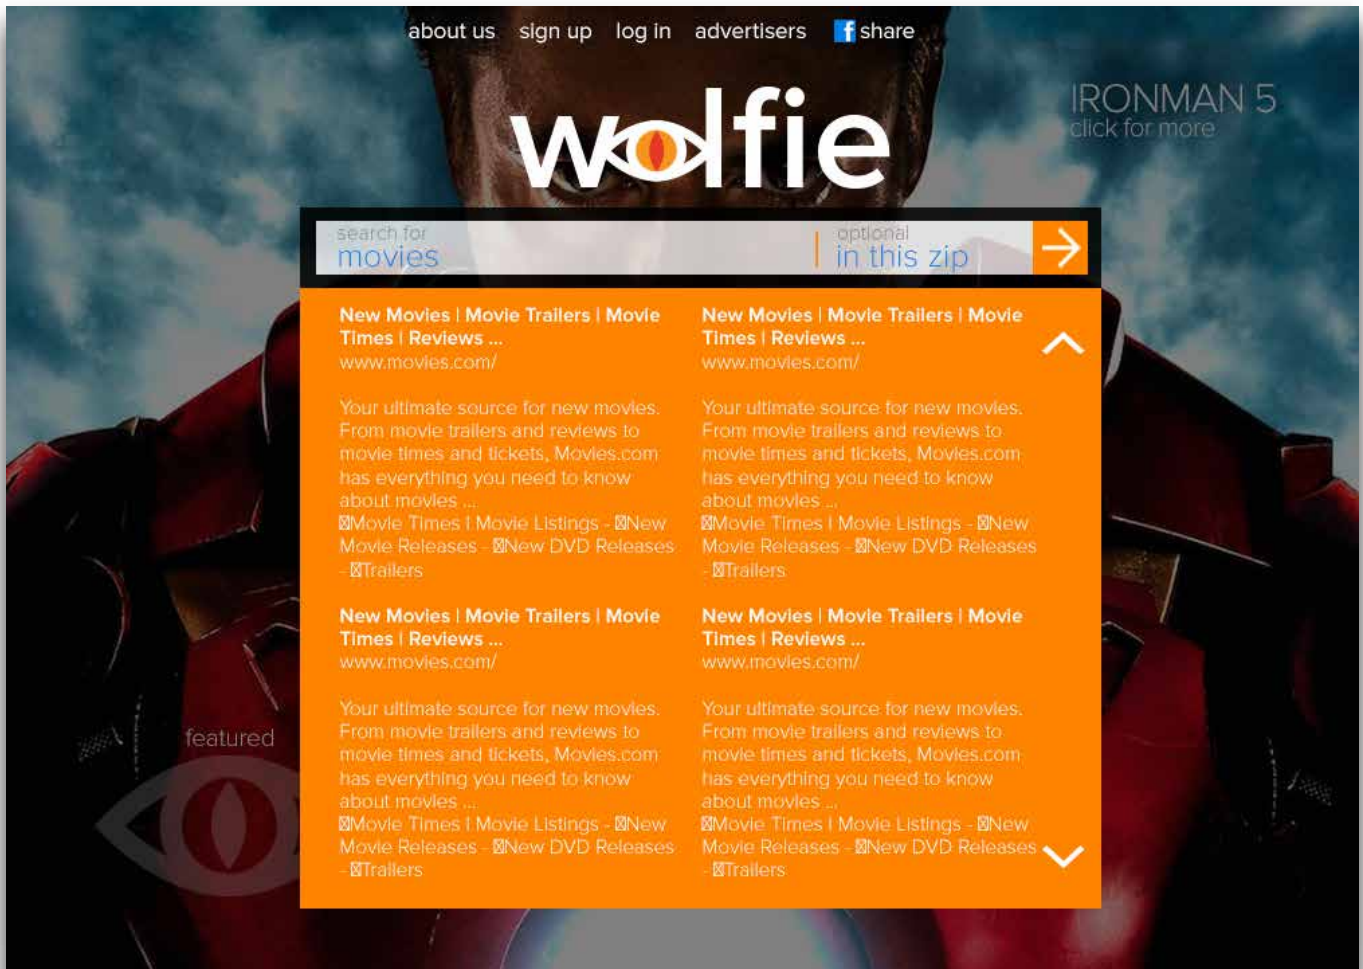 about us sign up log in advertisers f share
wolfie
IRONMAN 5
click for more
search for
movies
optional
in this zip
New Movies | Movie Trailers | Movie
Times | Reviews ...
www.movies.com/
Your ultimate source for new movies.
From movie trailers and reviews to
movie times and tickets, Movies.com
has everything you need to know
about movies ...
Movie Times | Movie Listings - New
Movie Releases - New DVD Releases
- Trailers
New Movies | Movie Trailers | Movie
Times | Reviews ...
www.movies.com/
Your ultimate source for new movies.
From movie trailers and reviews to
movie times and tickets, Movies.com
has everything you need to know
about movies ...
Movie Times | Movie Listings - New
Movie Releases - New DVD Releases
- Trailers
New Movies | Movie Trailers | Movie
Times | Reviews ...
www.movies.com/
Your ultimate source for new movies.
From movie trailers and reviews to
movie times and tickets, Movies.com
has everything you need to know
about movies ...
Movie Times | Movie Listings - New
Movie Releases - New DVD Releases
- Trailers
New Movies | Movie Trailers | Movie
Times | Reviews ...
www.movies.com/
Your ultimate source for new movies.
From movie trailers and reviews to
movie times and tickets, Movies.com
has everything you need to know
about movies ...
Movie Times | Movie Listings - New
Movie Releases - New DVD Releases
- Trailers
featured